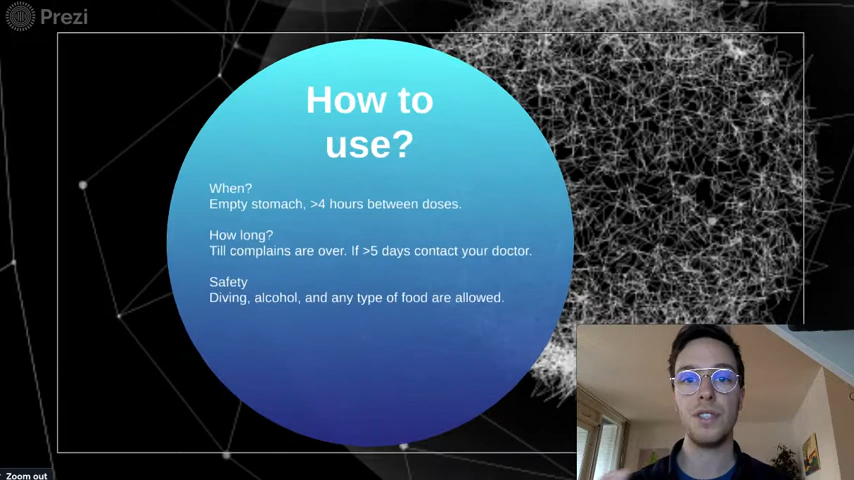 Prezi
How to
use?
When?
Empty stomach, >4 hours between doses.
How long?
Till complains are over. If >5 days contact your doctor.
Safety
Diving, alcohol, and any type of food are allowed.
Zoom out